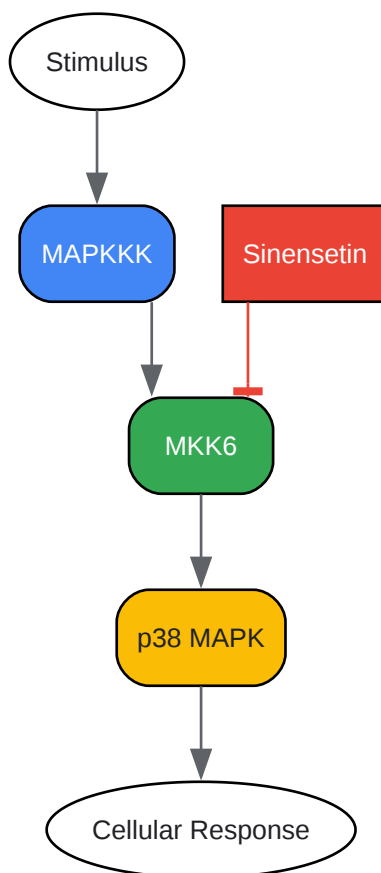 Stimulus
MAPKKK
Sinensetin
MKK6
p38 MAPK
Cellular Response